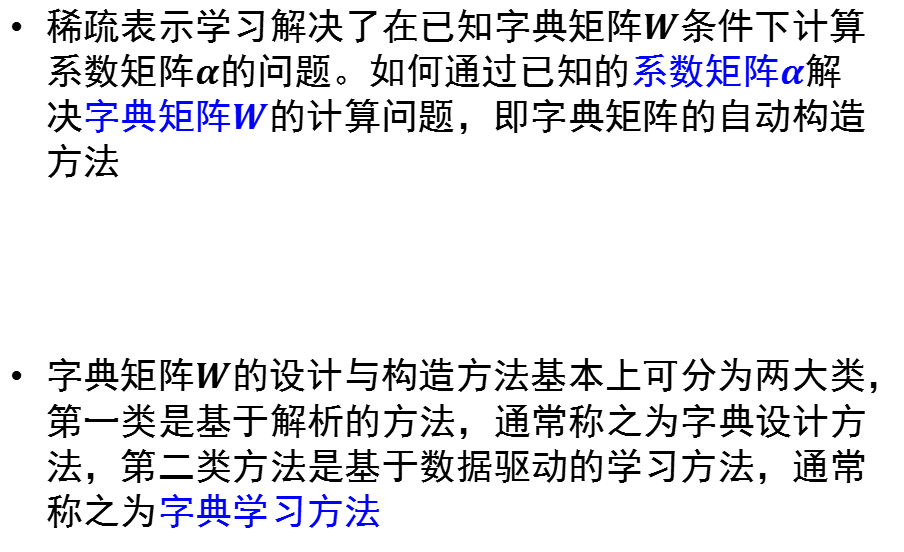 • 稀疏表示学习解决了在已知字典矩阵W条件下计算
系数矩阵α的问题。如何通过已知的系数矩阵α解
决字典矩阵W的计算问题，即字典矩阵的自动构造
方法
• 字典矩阵W的设计与构造方法基本上可分为两大类，
第一类是基于解析的方法，通常称之为字典设计方
法，第二类方法是基于数据驱动的学习方法，通常
称之为字典学习方法